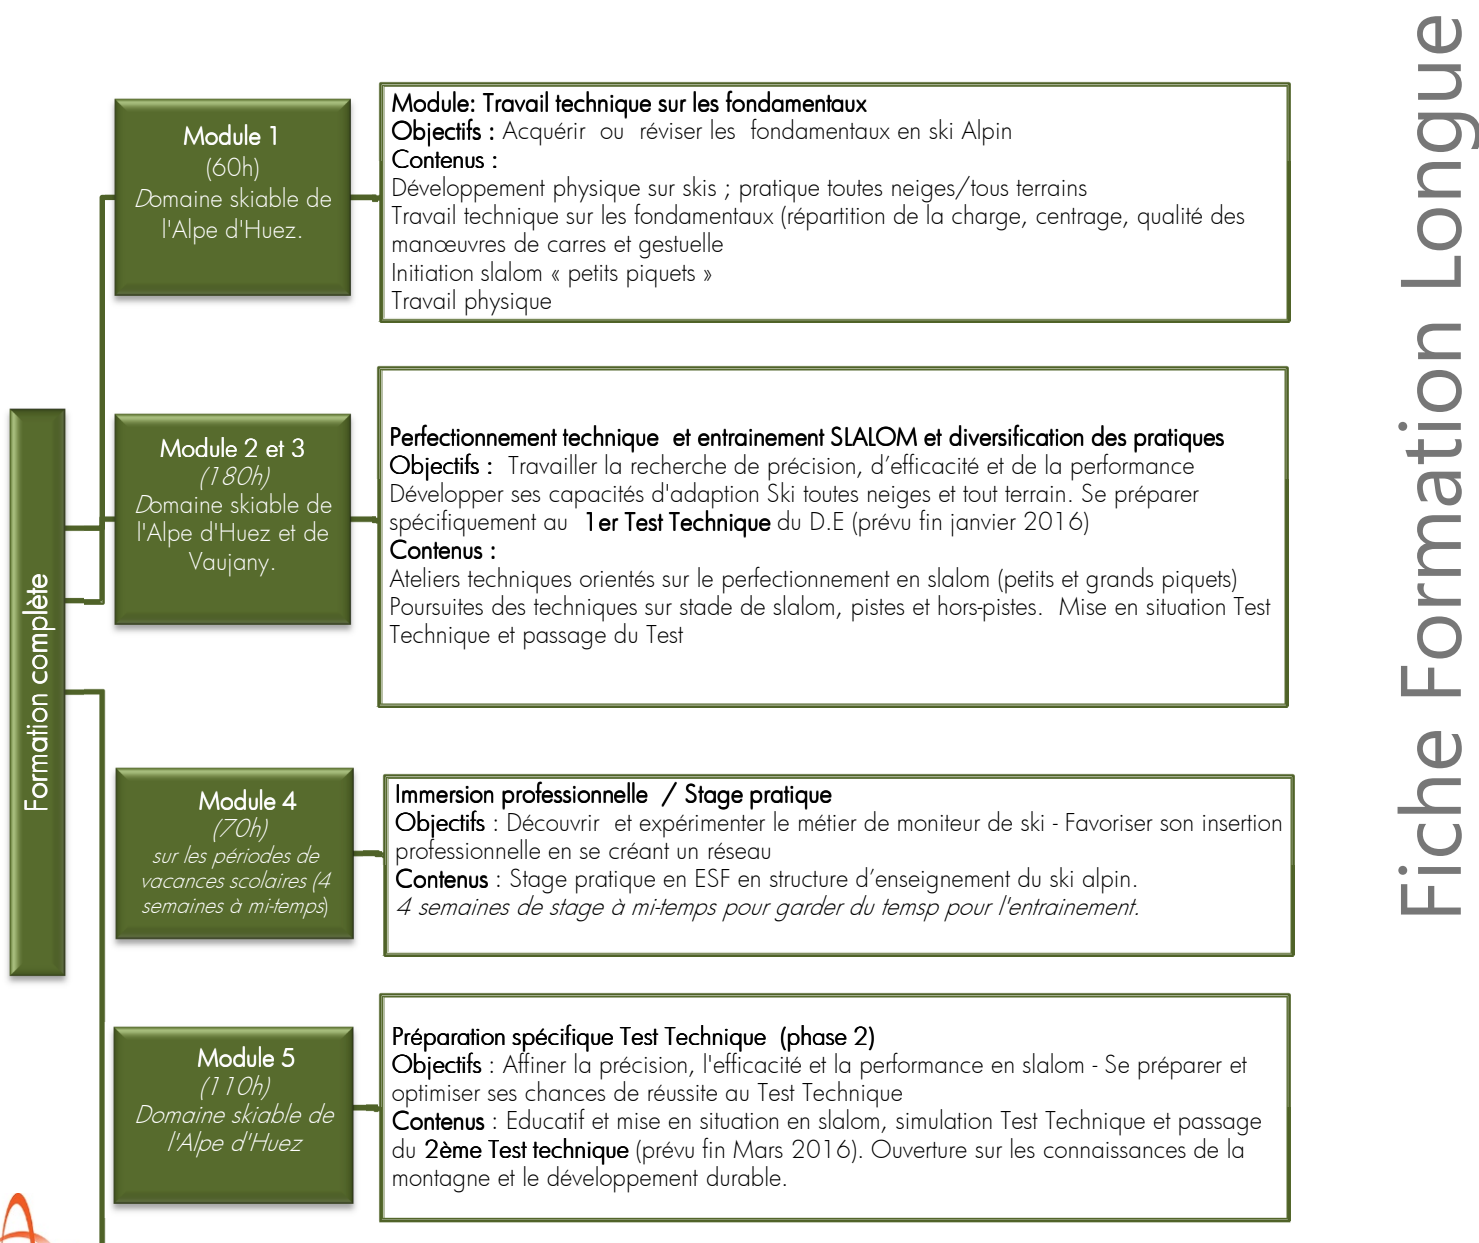 Fiche Formation Longue
Formation complète
Module 1
(60h)
Domaine skiable de
l'Alpe d'Huez.
Module: Travail technique sur les fondamentaux
Objectifs : Acquérir ou réviser les fondamentaux en ski Alpin
Contenus :
Développement physique sur skis ; pratique toutes neiges/tous terrains
Travail technique sur les fondamentaux (répartition de la charge, centrage, qualité des
manœuvres de carres et gestuelle
Initiation slalom « petits piquets »
Travail physique
Module 2 et 3
(180h)
Domaine skiable de
l'Alpe d'Huez et de
Vaujany.
Perfectionnement technique et entrainement SLALOM et diversification des pratiques
Objectifs : Travailler la recherche de précision, d’efficacité et de la performance
Développer ses capacités d'adaption Ski toutes neiges et tout terrain. Se préparer
spécifiquement au 1er Test Technique du D.E (prévu fin janvier 2016)
Contenus :
Ateliers techniques orientés sur le perfectionnement en slalom (petits et grands piquets)
Poursuites des techniques sur stade de slalom, pistes et hors-pistes. Mise en situation Test
Technique et passage du Test
Module 4
(70h)
sur les périodes de
vacances scolaires (4
semaines à mi-temps)
Immersion professionnelle / Stage pratique
Objectifs : Découvrir et expérimenter le métier de moniteur de ski - Favoriser son insertion
professionnelle en se créant un réseau
Contenus : Stage pratique en ESF en structure d’enseignement du ski alpin.
4 semaines de stage à mi-temps pour garder du temsp pour l'entrainement.
Module 5
(110h)
Domaine skiable de
l'Alpe d'Huez
Préparation spécifique Test Technique (phase 2)
Objectifs : Affiner la précision, l'efficacité et la performance en slalom - Se préparer et
optimiser ses chances de réussite au Test Technique
Contenus : Educatif et mise en situation en slalom, simulation Test Technique et passage
du 2ème Test technique (prévu fin Mars 2016). Ouverture sur les connaissances de la
montagne et le développement durable.